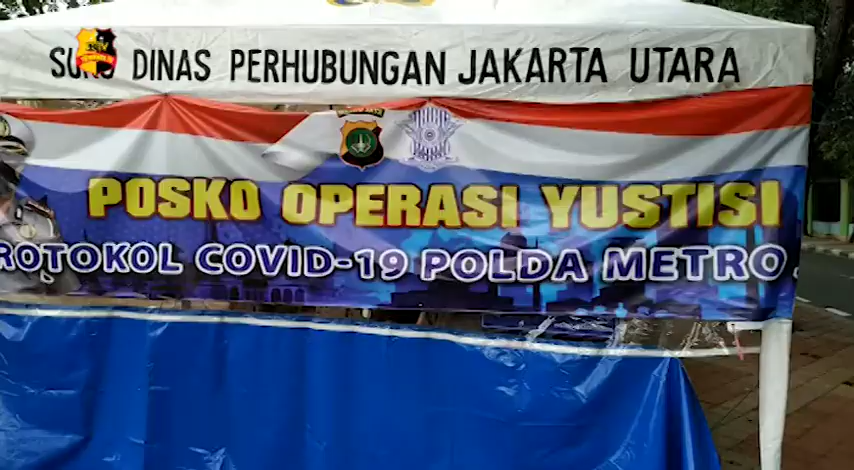 DINAS PERHUBUNGAN JAKARTA UTARA
POSKO OPERASI YUSTISI
ROTOKOL COVID-19 POLDA METRO